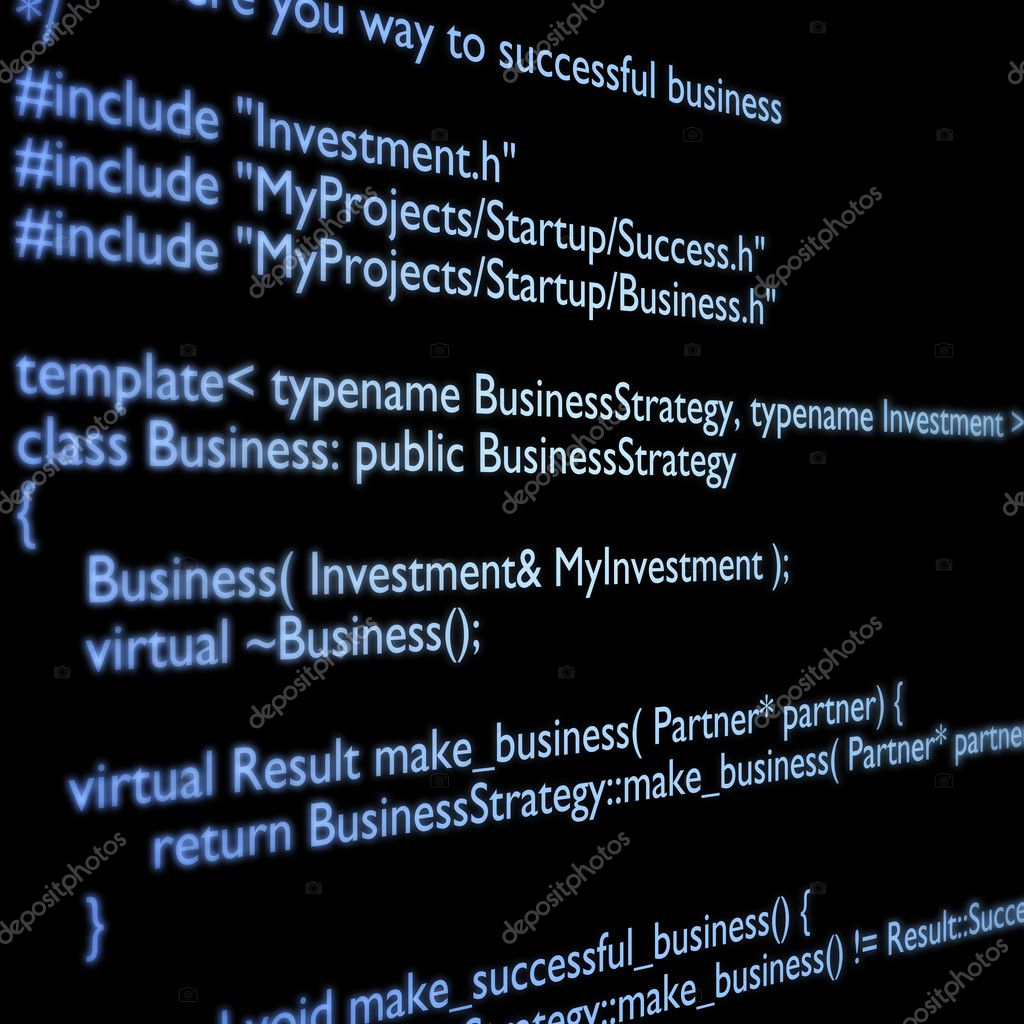 */ you way to successful business
#include "Investment.h"
#include "MyProjects/Startup/Success.h"
#include "MyProjects/Startup/Business.h"
template< typename BusinessStrategy, typename Investment >
class Business: public BusinessStrategy
{
Business( Investment& MyInvestment );
virtual ~Business();
virtual Result make_business( Partner* partner) {
return BusinessStrategy::make_business( Partner* partne
}
void make_successful_business() {
::make_business() != Result::Succe
depositphotos